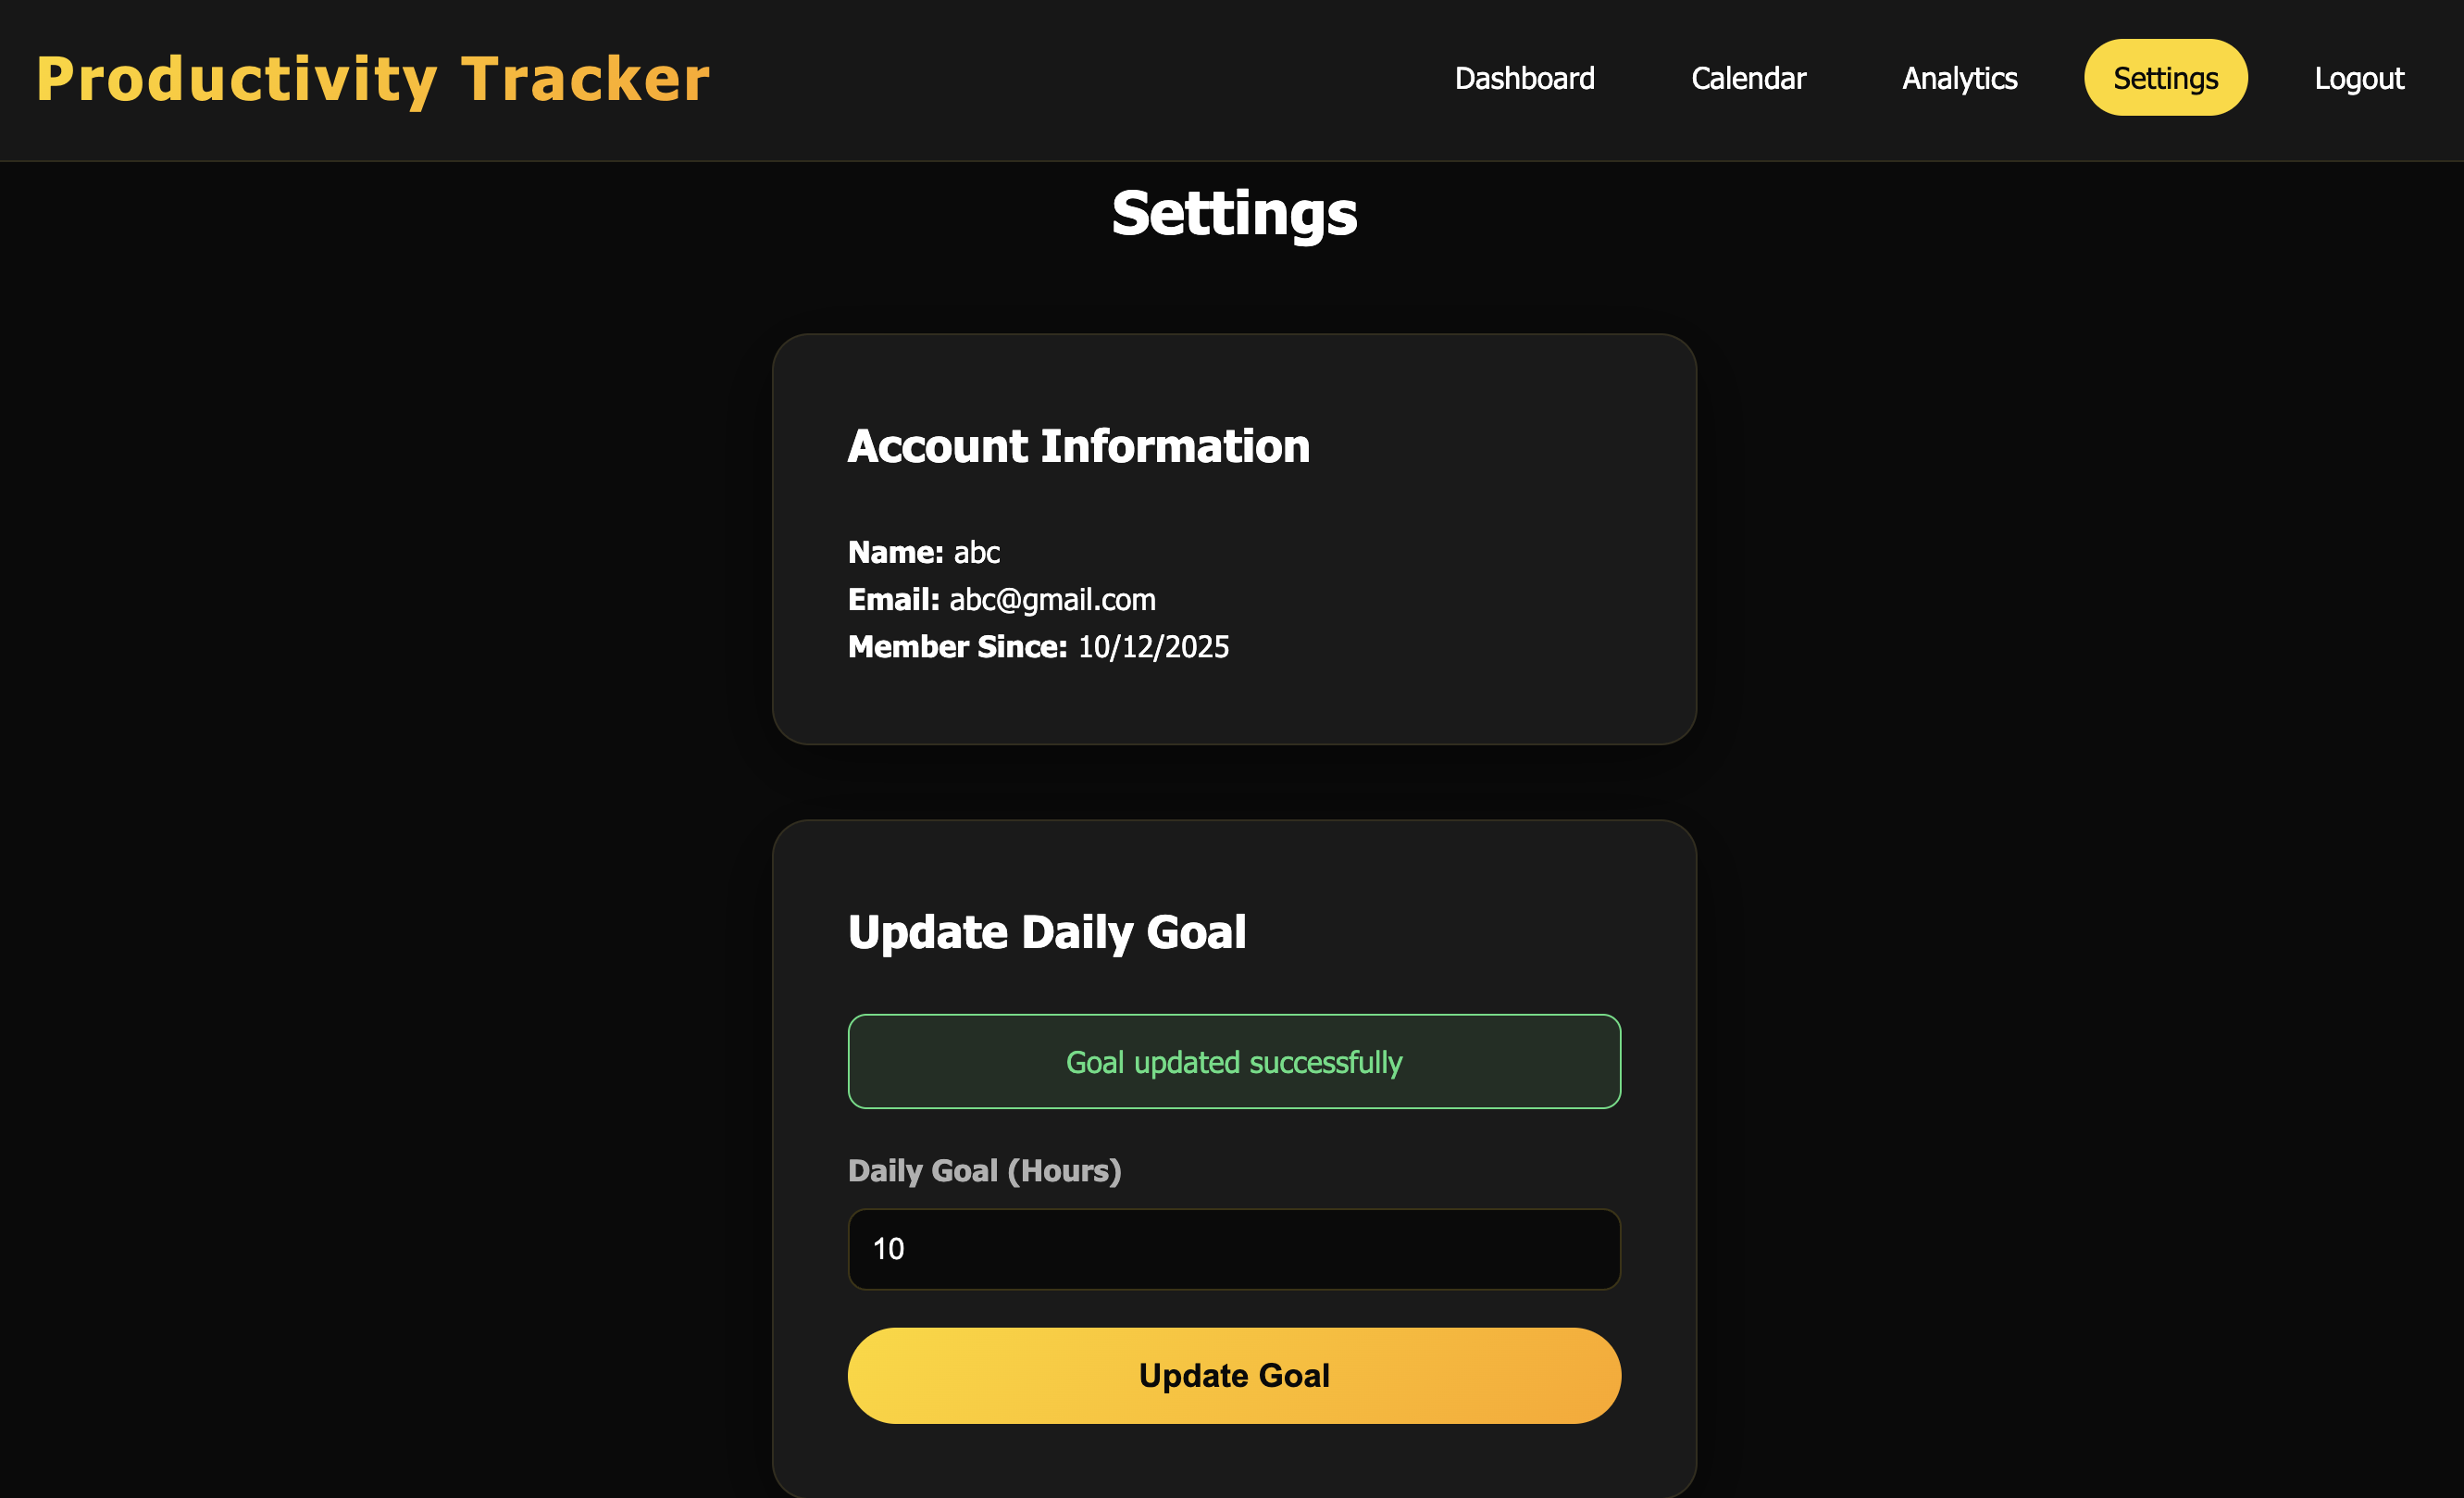 Productivity Tracker
Dashboard
Calendar
Analytics
Settings
Logout
Settings
Account Information
Name: abc
Email: abc@gmail.com
Member Since: 10/12/2025
Update Daily Goal
Goal updated successfully
Daily Goal (Hours)
10
Update Goal